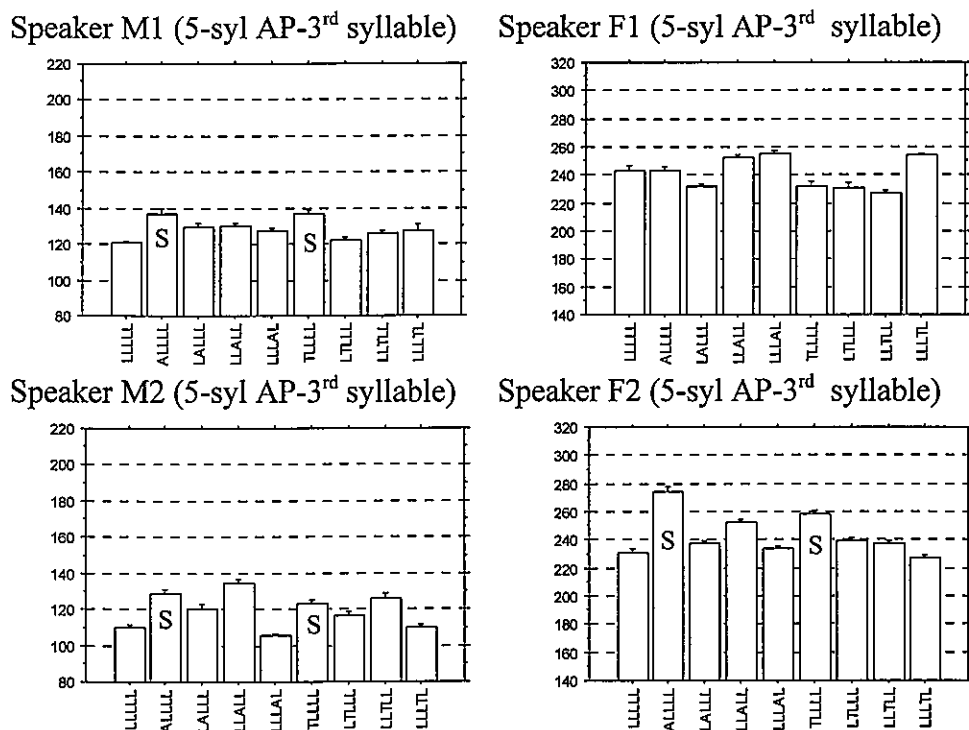 Speaker M1 (5-syl AP-3rd syllable)
220
200
180
160
140
120
100
80
S
S
LLLLL
ALLLL
LALLL
LLALL
LLLAL
TLLLL
LTLLL
LLTLL
LLLTL
Speaker F1 (5-syl AP-3rd syllable)
320
300
280
260
240
220
200
180
160
140
LLLLL
ALLLL
LALLL
LLALL
LLLAL
TLLLL
LTLLL
LLTLL
LLLTL
Speaker M2 (5-syl AP-3rd syllable)
220
200
180
160
140
120
100
80
S
S
LLLLL
ALLLL
LALLL
LLALL
LLLAL
TLLLL
LTLLL
LLTLL
LLLTL
Speaker F2 (5-syl AP-3rd syllable)
320
300
280
260
240
220
200
180
160
140
S
S
LLLLL
ALLLL
LALLL
LLALL
LLLAL
TLLLL
LTLLL
LLTLL
LLLTL